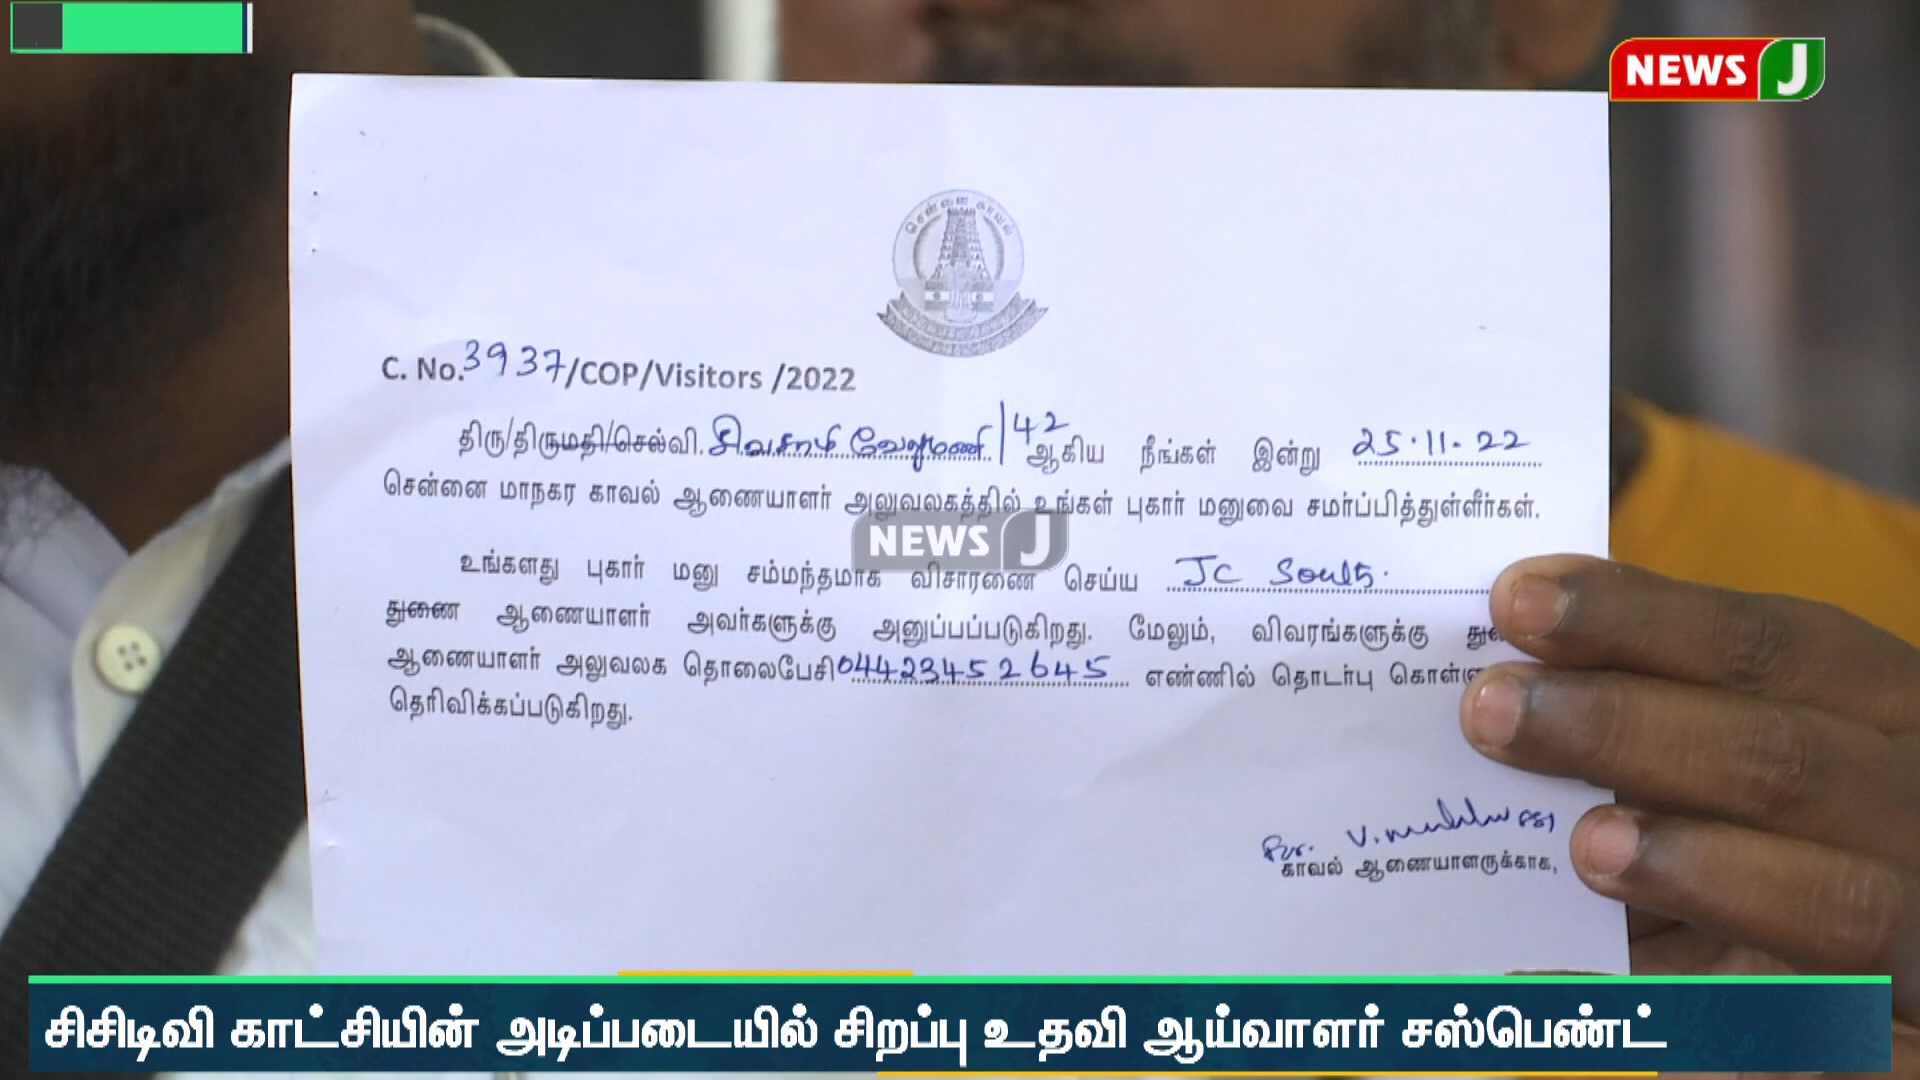 NEWS J
சென்னை காவல்
C. No.3937/COP/Visitors /2022
திரு/திருமதி/செல்வி. சிவகாமி வேலுமணி/42 ஆகிய நீங்கள் இன்று 25.11.22
சென்னை மாநகர காவல் ஆணையாளர் அலுவலகத்தில் உங்கள் புகார் மனுவை சமர்ப்பித்துள்ளீர்கள்.
NEWS J
உங்களது புகார் மனு சம்மந்தமாக விசாரணை செய்ய JC South.
துணை ஆணையாளர் அவர்களுக்கு அனுப்பப்படுகிறது. மேலும், விவரங்களுக்கு
ஆணையாளர் அலுவலக தொலைபேசி 04423452645 எண்ணில் தொடர்பு
தெரிவிக்கப்படுகிறது.
காவல் ஆணையாளருக்காக,
சிசிடிவி காட்சியின் அடிப்படையில் சிறப்பு உதவி ஆய்வாளர் சஸ்பெண்ட்